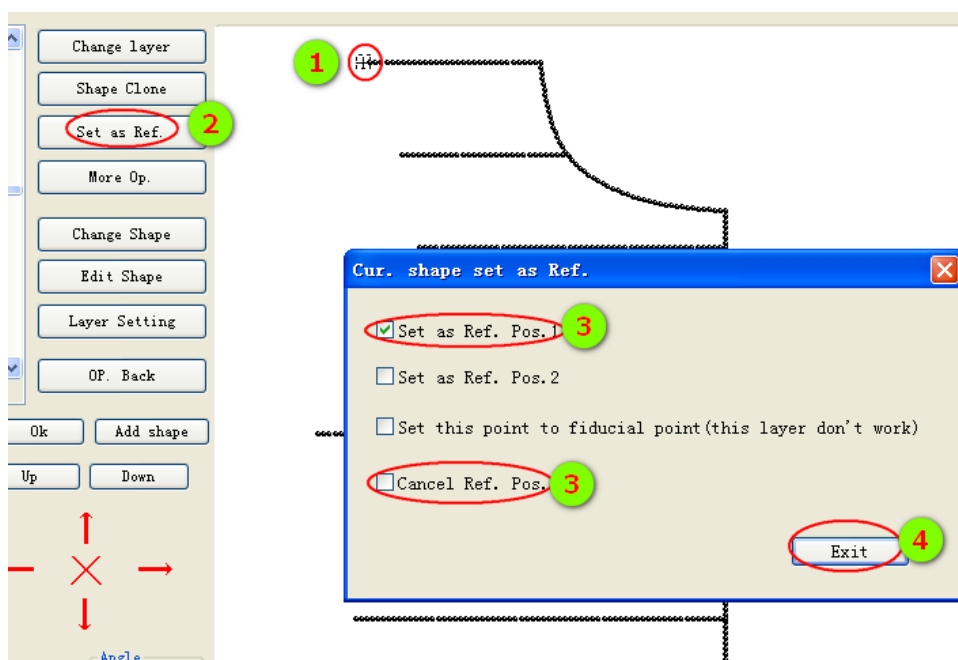 Change layer
Shape Clone
Set as Ref.
2
More Op.
Change Shape
Edit Shape
Layer Setting
OP. Back
Ok
Add shape
Up
Down
Angle
1
Cur. shape set as Ref.
Set as Ref. Pos.1
3
Set as Ref. Pos.2
Set this point to fiducial point(this layer don't work)
Cancel Ref. Pos.
3
Exit
4